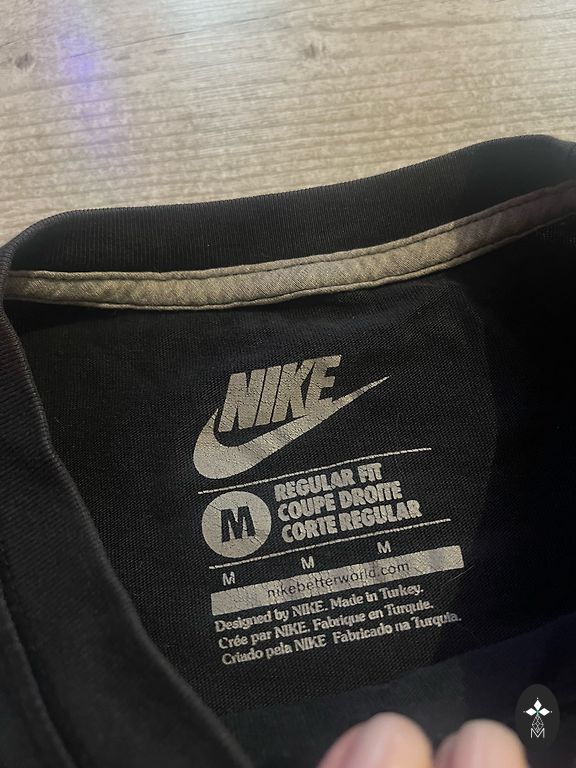 NIKE
M
REGULAR FIT
COUPE DROITE
CORTE REGULAR
M M M
nikebetterworld.com
Designed by NIKE. Made in Turkey.
Crée par NIKE. Fabrique en Turquie.
Criado pela NIKE Fabricado na Turquia.
M